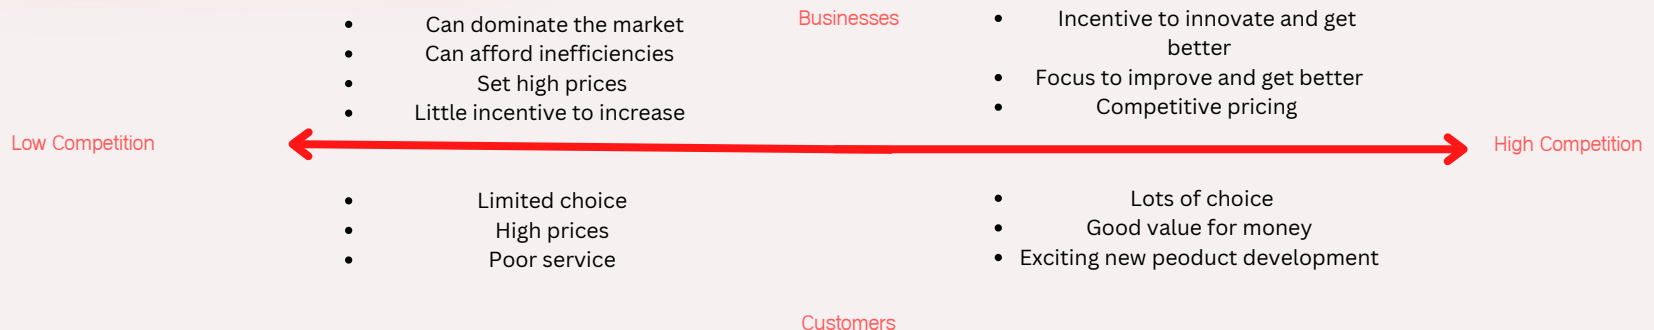 Businesses
• Can dominate the market
• Can afford inefficiencies
• Set high prices
• Little incentive to increase
• Incentive to innovate and get
better
• Focus to improve and get better
• Competitive pricing
Low Competition
High Competition
• Limited choice
• High prices
• Poor service
• Lots of choice
• Good value for money
• Exciting new peoduct development
Customers